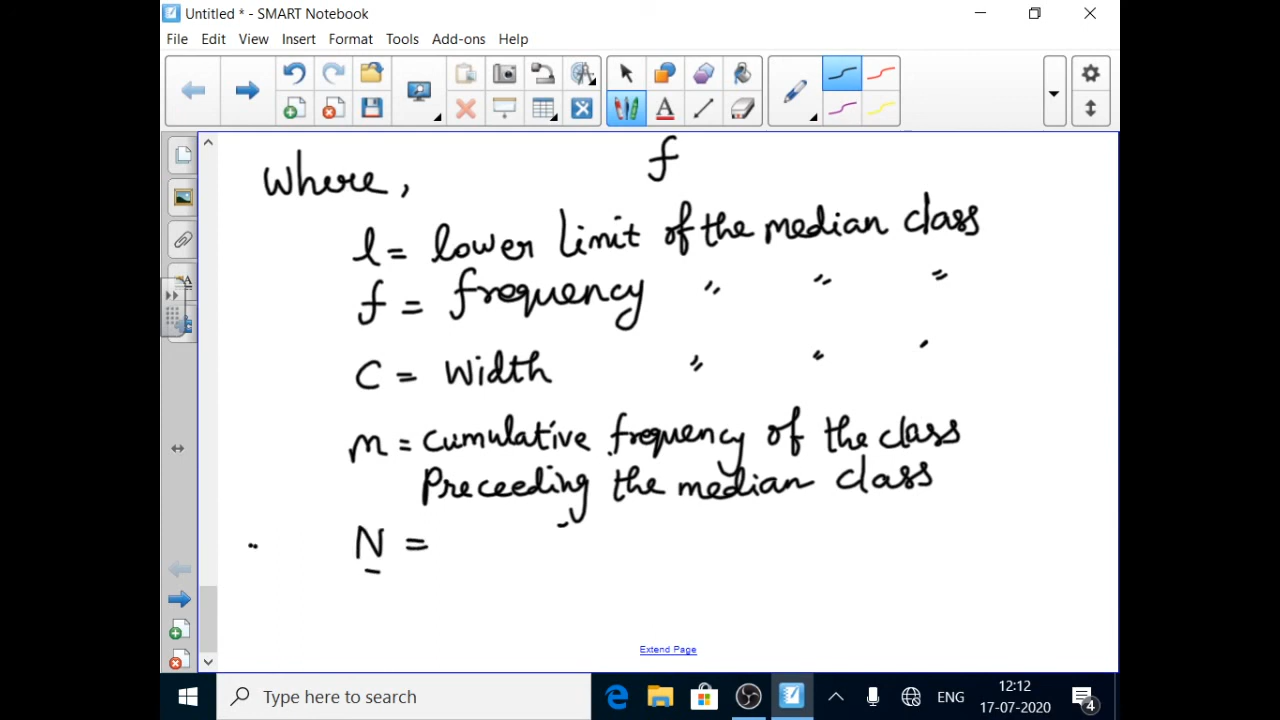 Untitled * - SMART Notebook
File Edit View Insert Format Tools Add-ons Help
f
Where,
l = lower limit of the median class
f = frequency " " "
C = Width " " "
m = Cumulative frequency of the class
Preceeding the median class
N =
Extend Page
Type here to search
ENG
12:12
17-07-2020
4